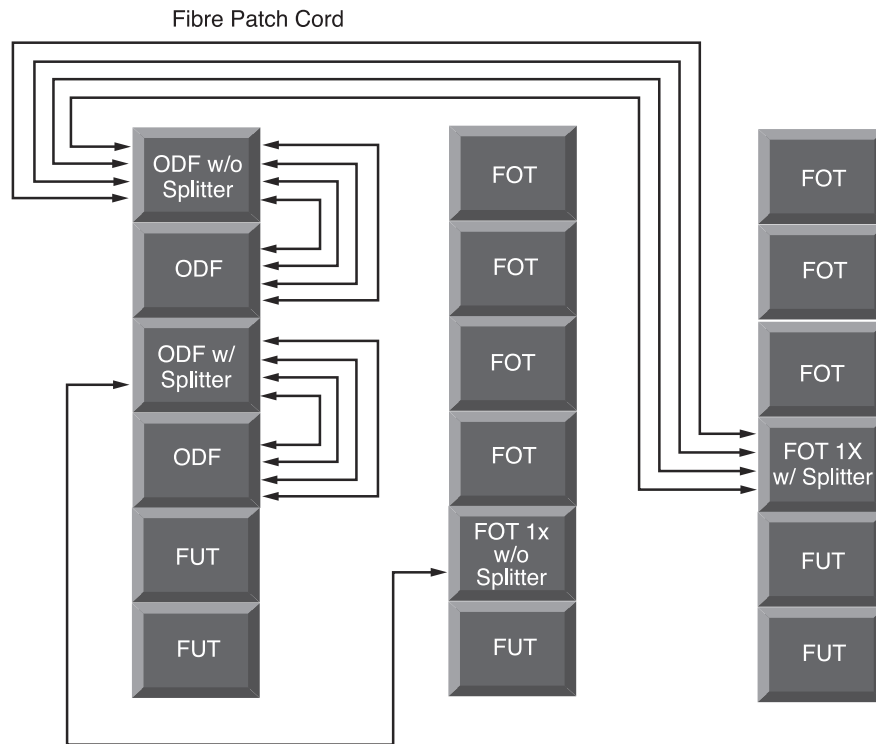 Fibre Patch Cord
ODF w/o
Splitter
ODF
ODF w/
Splitter
ODF
FUT
FUT
FOT
FOT
FOT
FOT
FOT 1x
w/o
Splitter
FUT
FOT
FOT
FOT
FOT 1X
w/ Splitter
FUT
FUT